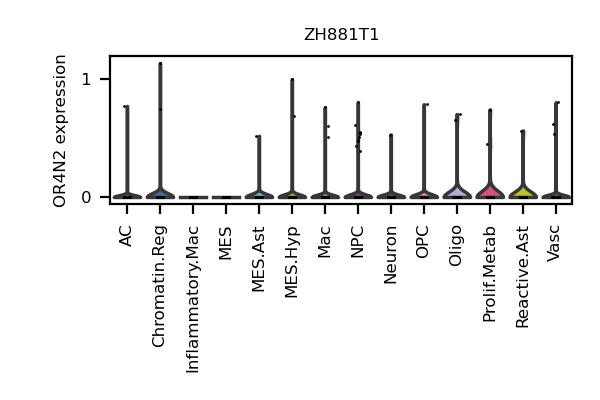 ZH881T1
OR4N2 expression
1
0
AC
Chromatin.Reg
Inflammatory.Mac
MES
MES.Ast
MES.Hyp
Mac
NPC
Neuron
OPC
Oligo
Prolif.Metab
Reactive.Ast
Vasc